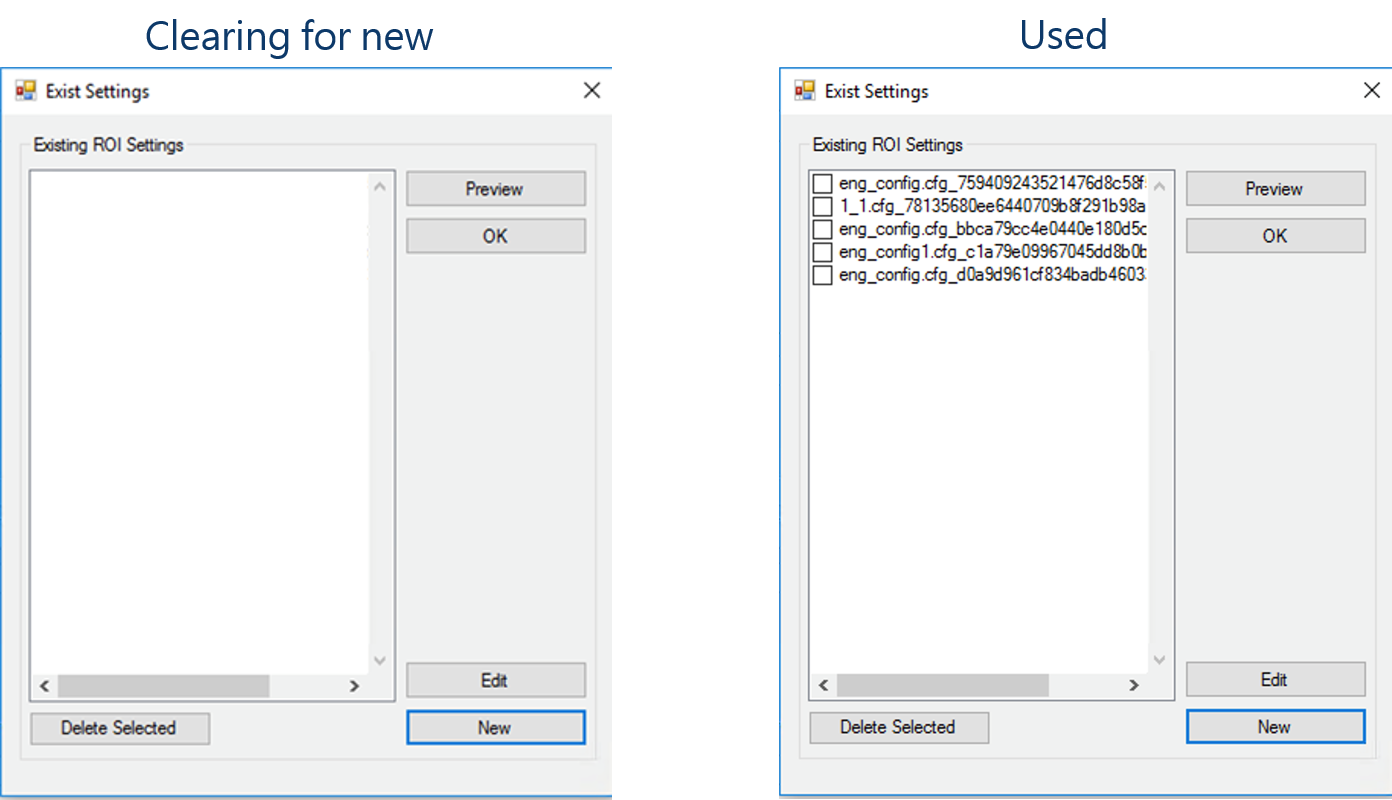 Clearing for new
Exist Settings
Existing ROI Settings
Preview
OK
Edit
Delete Selected
New
Used
Exist Settings
Existing ROI Settings
eng_config.cfg_759409243521476d8c58f
1_1.cfg_78135680ee6440709b8f291b98a
eng_config.cfg_bbca79cc4e0440e180d5c
eng_config1.cfg_c1a79e09967045dd8b0b
eng_config.cfg_d0a9d961cf834badb4603
Preview
OK
Edit
Delete Selected
New